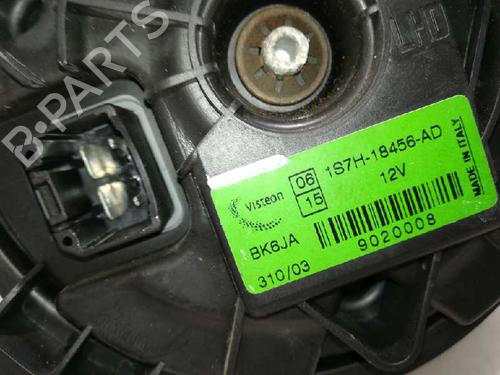 B-PARTS
LHD
Visteon
06
15
1S7H-18456-AD
12V
MADE IN ITALY
BK6JA
310/03
9020008